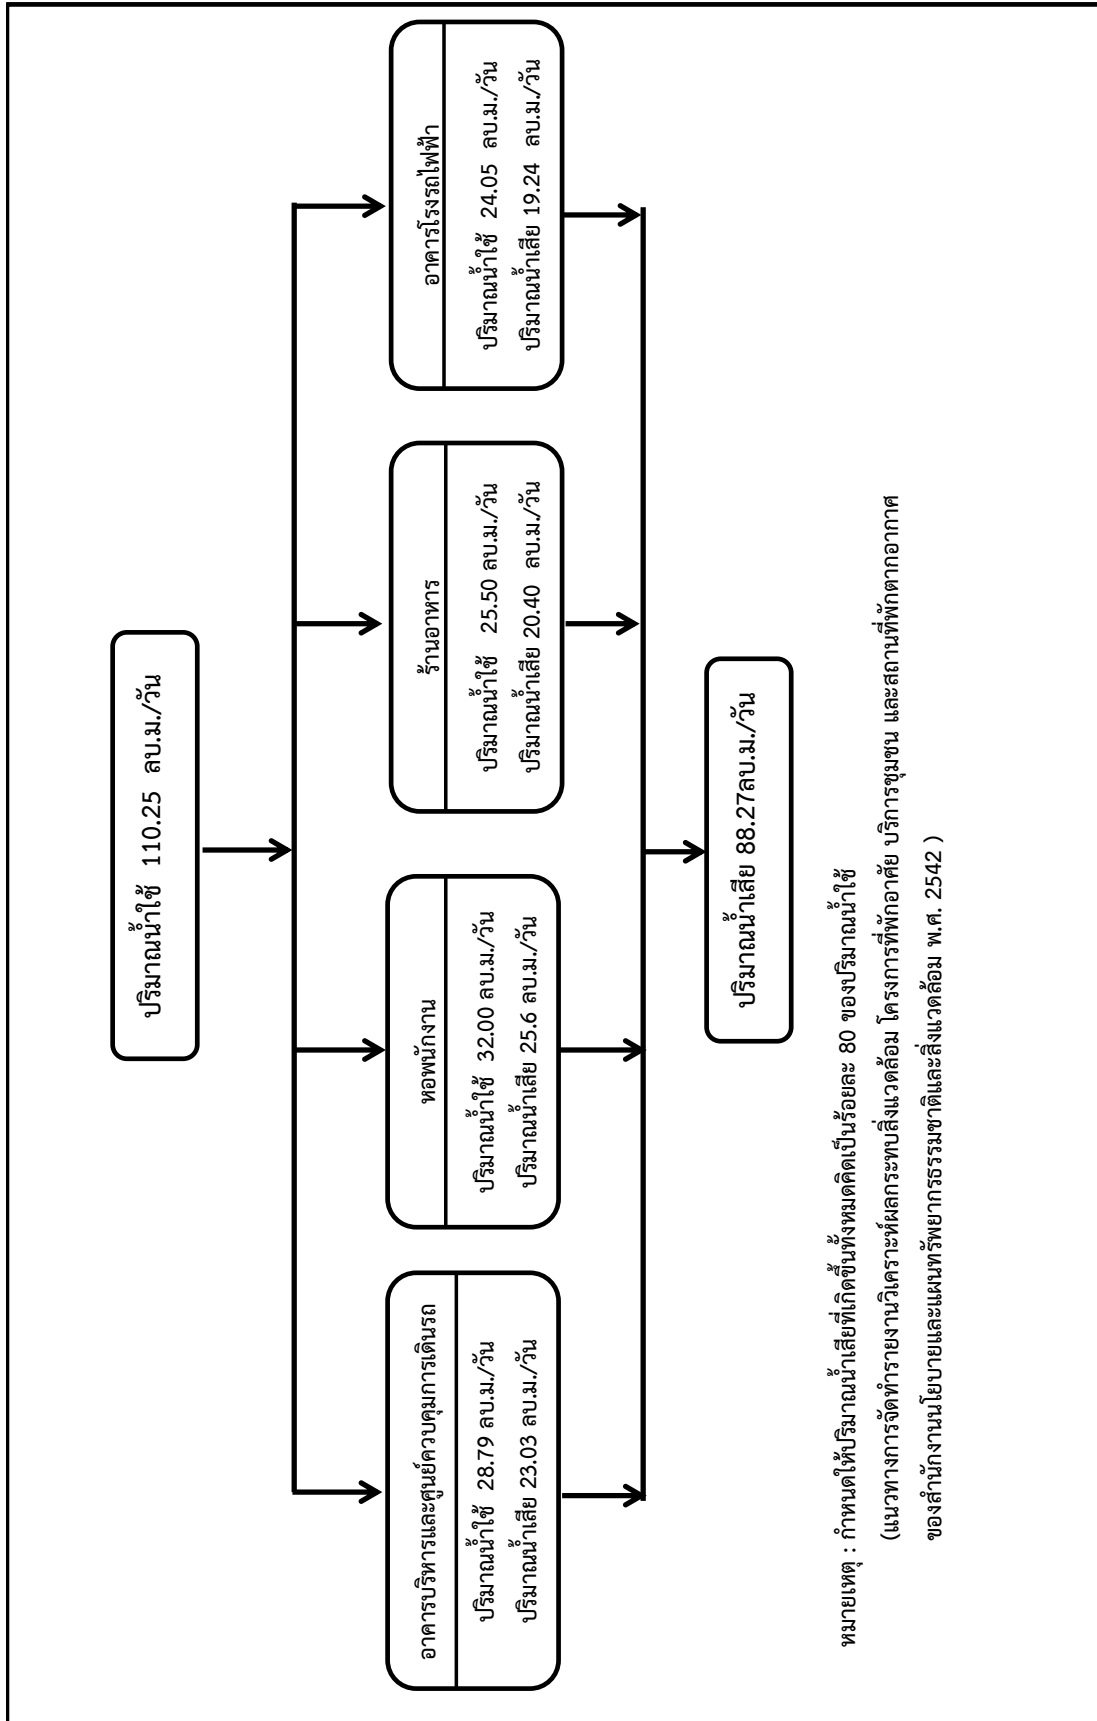 ปริมาณน้ำใช้ 110.25 ลบ.ม./วัน
อาคารบริหารและศูนย์ควบคุมการเดินรถ
ปริมาณน้ำใช้ 28.79 ลบ.ม./วัน
ปริมาณน้ำเสีย 23.03 ลบ.ม./วัน
หอพนักงาน
ปริมาณน้ำใช้ 32.00 ลบ.ม./วัน
ปริมาณน้ำเสีย 25.6 ลบ.ม./วัน
ร้านอาหาร
ปริมาณน้ำใช้ 25.50 ลบ.ม./วัน
ปริมาณน้ำเสีย 20.40 ลบ.ม./วัน
อาคารโรงรถไฟฟ้า
ปริมาณน้ำใช้ 24.05 ลบ.ม./วัน
ปริมาณน้ำเสีย 19.24 ลบ.ม./วัน
ปริมาณน้ำเสีย 88.27ลบ.ม./วัน
หมายเหตุ : กำหนดให้ปริมาณน้ำเสียที่เกิดขึ้นทั้งหมดคิดเป็นร้อยละ 80 ของปริมาณน้ำใช้
(แนวทางการจัดทำรายงานวิเคราะห์ผลกระทบสิ่งแวดล้อม โครงการที่พักอาศัย บริการชุมชน และสถานที่พักตากอากาศ
ของสำนักงานนโยบายและแผนทรัพยากรธรรมชาติและสิ่งแวดล้อม พ.ศ. 2542 )